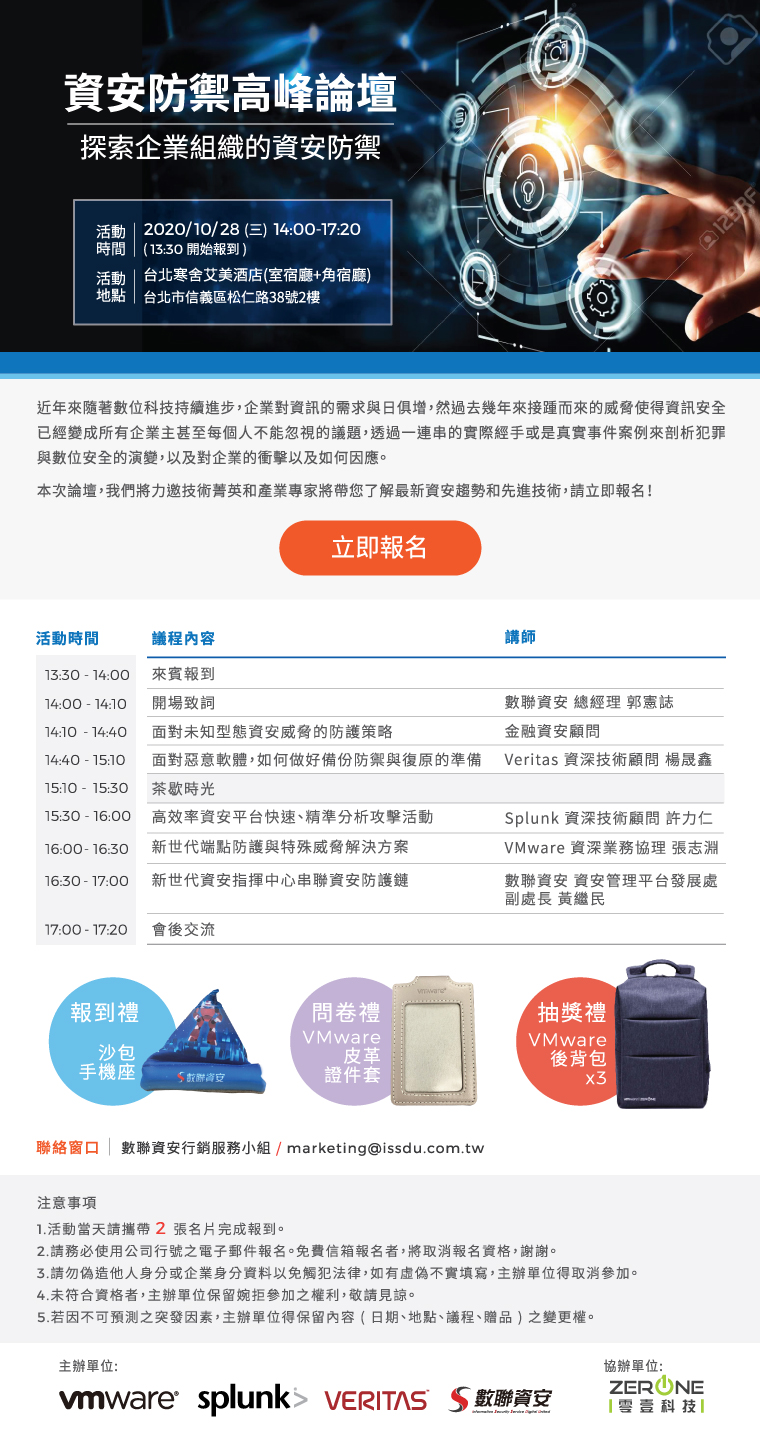 資安防禦高峰論壇
探索企業組織的資安防禦
活動時間 2020/10/28 (三) 14:00-17:20
(13:30 開始報到)
活動地點 台北寒舍艾美酒店(室宿廳+角宿廳)
台北市信義區松仁路38號2樓
123RF
近年來隨著數位科技持續進步,企業對資訊的需求與日俱增,然過去幾年來接踵而來的威脅使得資訊安全
已經變成所有企業主甚至每個人不能忽視的議題,透過一連串的實際經手或是真實事件案例來剖析犯罪
與數位安全的演變,以及對企業的衝擊以及如何因應。
本次論壇,我們將力邀技術菁英和產業專家將帶您了解最新資安趨勢和先進技術,請立即報名!
立即報名
活動時間 議程內容 講師
13:30 - 14:00 來賓報到
14:00 - 14:10 開場致詞 數聯資安 總經理 郭憲誌
14:10 - 14:40 面對未知型態資安威脅的防護策略 金融資安顧問
14:40 - 15:10 面對惡意軟體,如何做好備份防禦與復原的準備 Veritas 資深技術顧問 楊晟鑫
15:10 - 15:30 茶歇時光
15:30 - 16:00 高效率資安平台快速、精準分析攻擊活動 Splunk 資深技術顧問 許力仁
16:00- 16:30 新世代端點防護與特殊威脅解決方案 VMware 資深業務協理 張志淵
16:30 - 17:00 新世代資安指揮中心串聯資安防護鏈 數聯資安 資安管理平台發展處
副處長 黃繼民
17:00 - 17:20 會後交流
報到禮
沙包
手機座
數聯資安
問卷禮
VMware
皮革
證件套
vmware
抽獎禮
VMware
後背包
x3
vmware ZERONE
聯絡窗口 | 數聯資安行銷服務小組 / marketing@issdu.com.tw
注意事項
1.活動當天請攜帶 2 張名片完成報到。
2.請務必使用公司行號之電子郵件報名。免費信箱報名者,將取消報名資格,謝謝。
3.請勿偽造他人身分或企業身分資料以免觸犯法律,如有虛偽不實填寫,主辦單位得取消參加。
4.未符合資格者,主辦單位保留婉拒參加之權利,敬請見諒。
5.若因不可預測之突發因素,主辦單位得保留內容 ( 日期、地點、議程、贈品 ) 之變更權。
主辦單位:
協辦單位:
vmware® splunk> VERITAS™ 數聯資安
Information Security Service Digital United
ZERONE
零壹科技